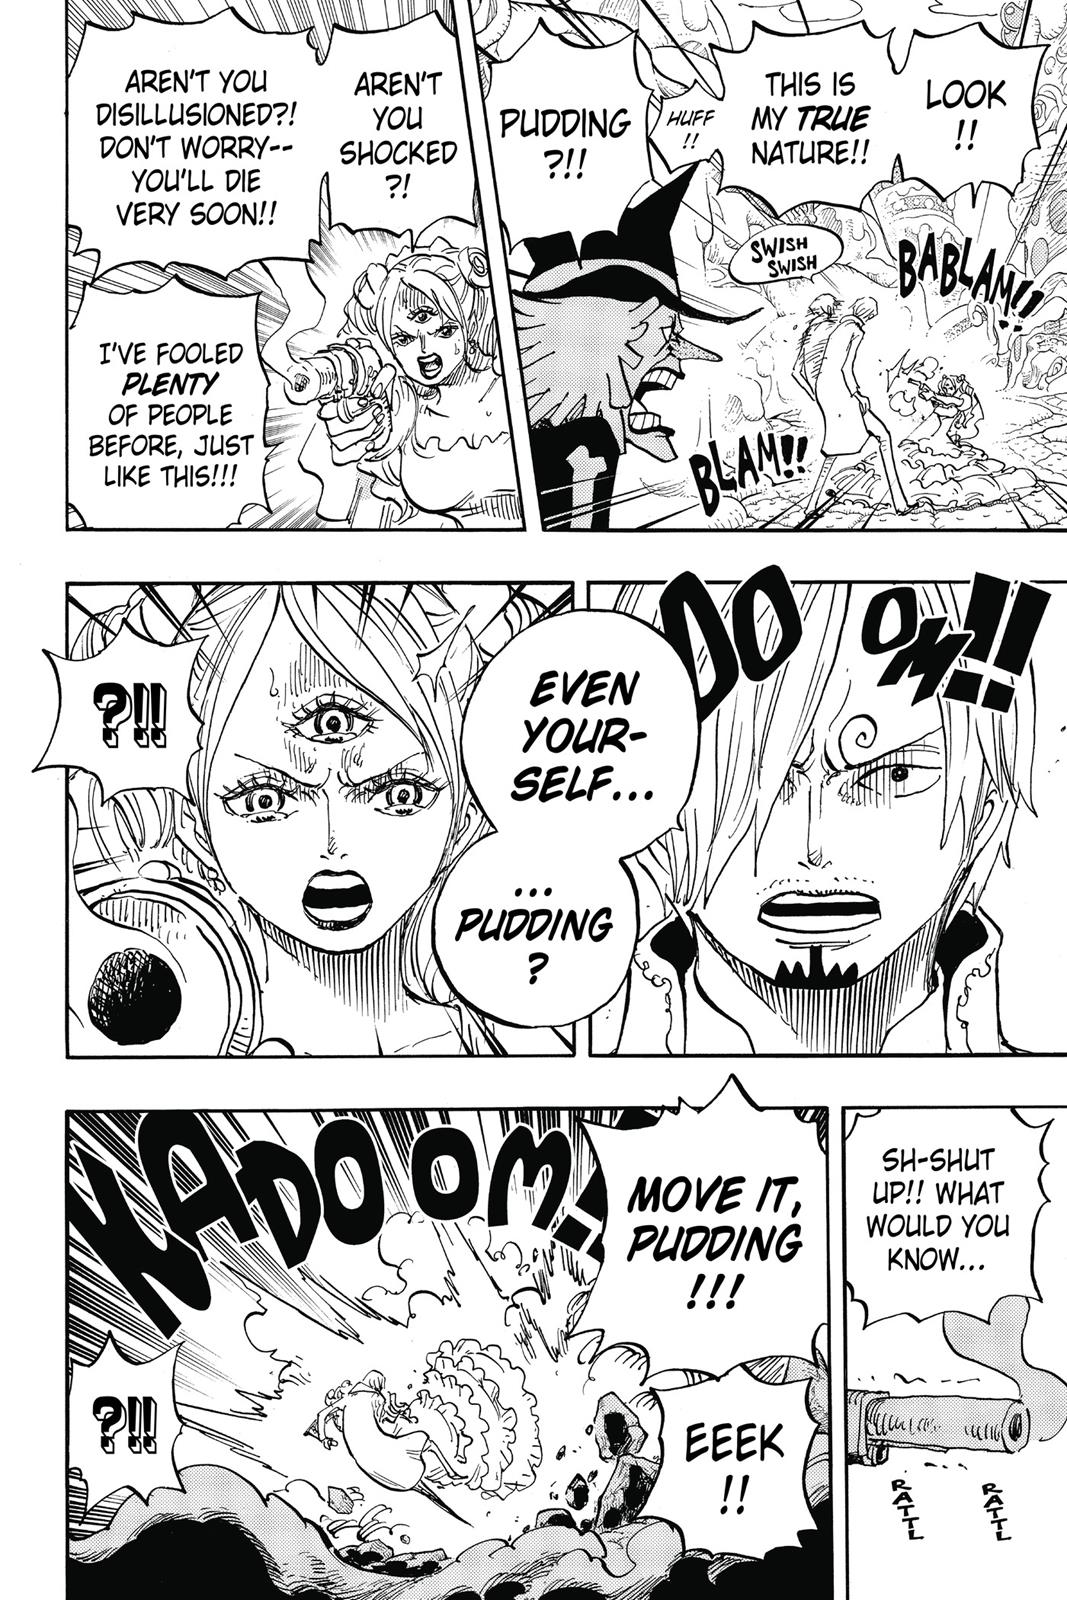 LOOK
!!
THIS IS
MY TRUE
NATURE!!
HUFF
!!
PUDDING
?!!
SWISH
SWISH
BABLAM!!
BLAM!!
AREN'T
YOU
SHOCKED
?!
AREN'T YOU
DISILLUSIONED?!
DON'T WORRY--
YOU'LL DIE
VERY SOON!!
I'VE FOOLED
PLENTY
OF PEOPLE
BEFORE, JUST
LIKE THIS!!!
DOOOM!!
EVEN
YOUR-
SELF...
...
PUDDING
?
?!!
SH-SHUT
UP!! WHAT
WOULD YOU
KNOW...
RATTL
RATTL
MOVE IT,
PUDDING
!!!
EEEK
!!
KADOOM!!
?!!